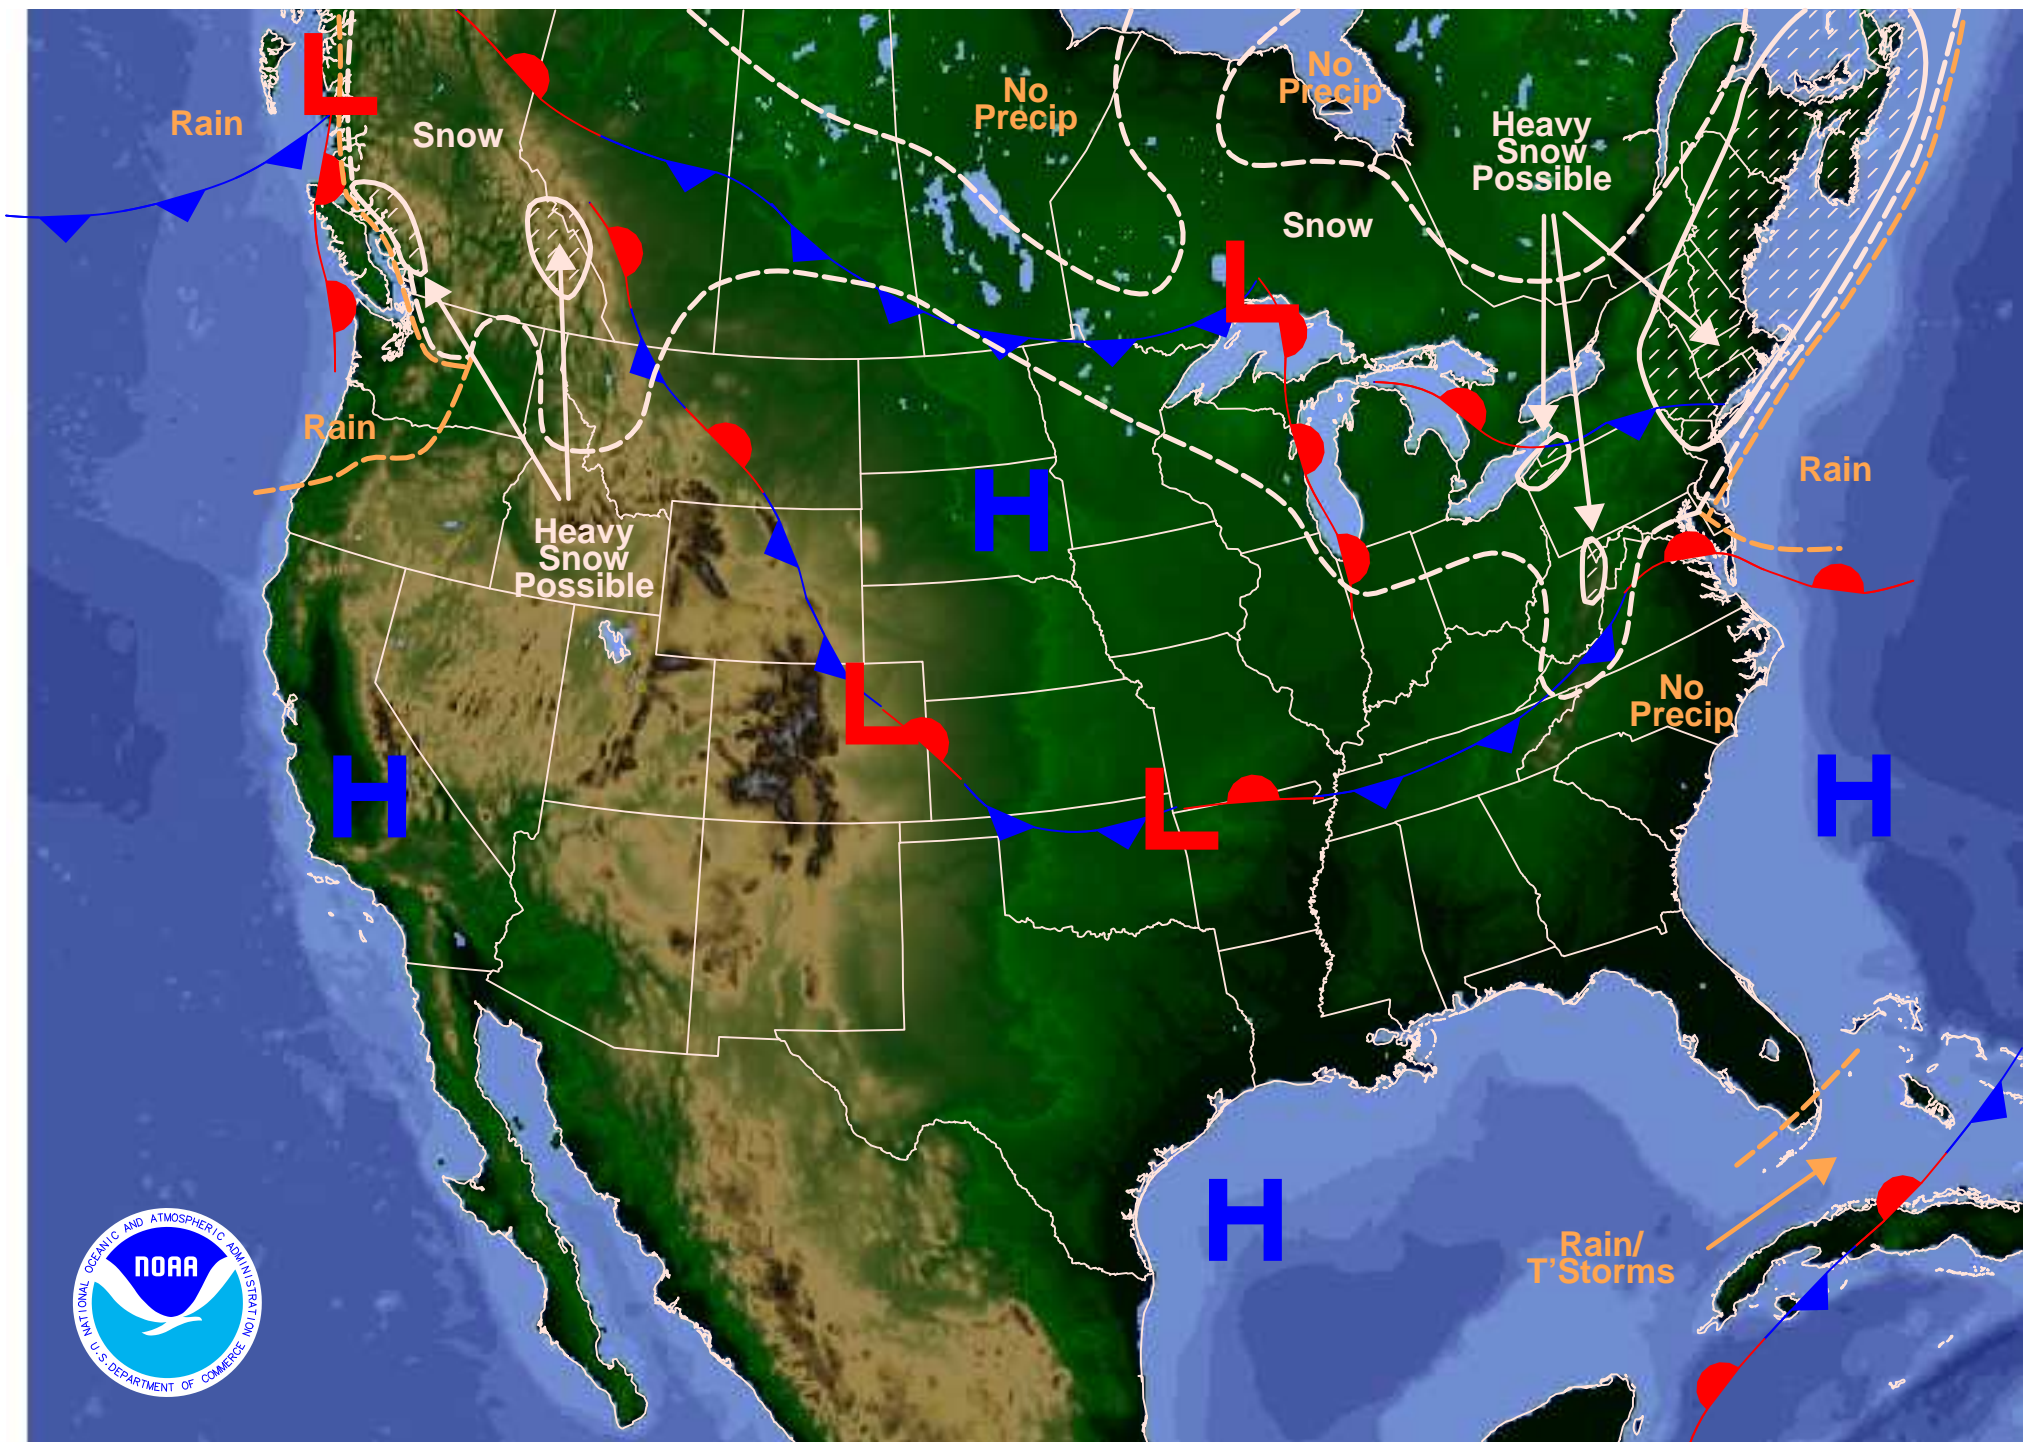 L
Rain
Snow
No
Precip
No
Precip
Heavy
Snow
Possible
Snow
L
Rain
H
Rain
Heavy
Snow
Possible
L
No
Precip
H
L
H
H
Rain/
T'Storms
NATIONAL OCEANIC AND ATMOSPHERIC ADMINISTRATION
NOAA
U.S. DEPARTMENT OF COMMERCE